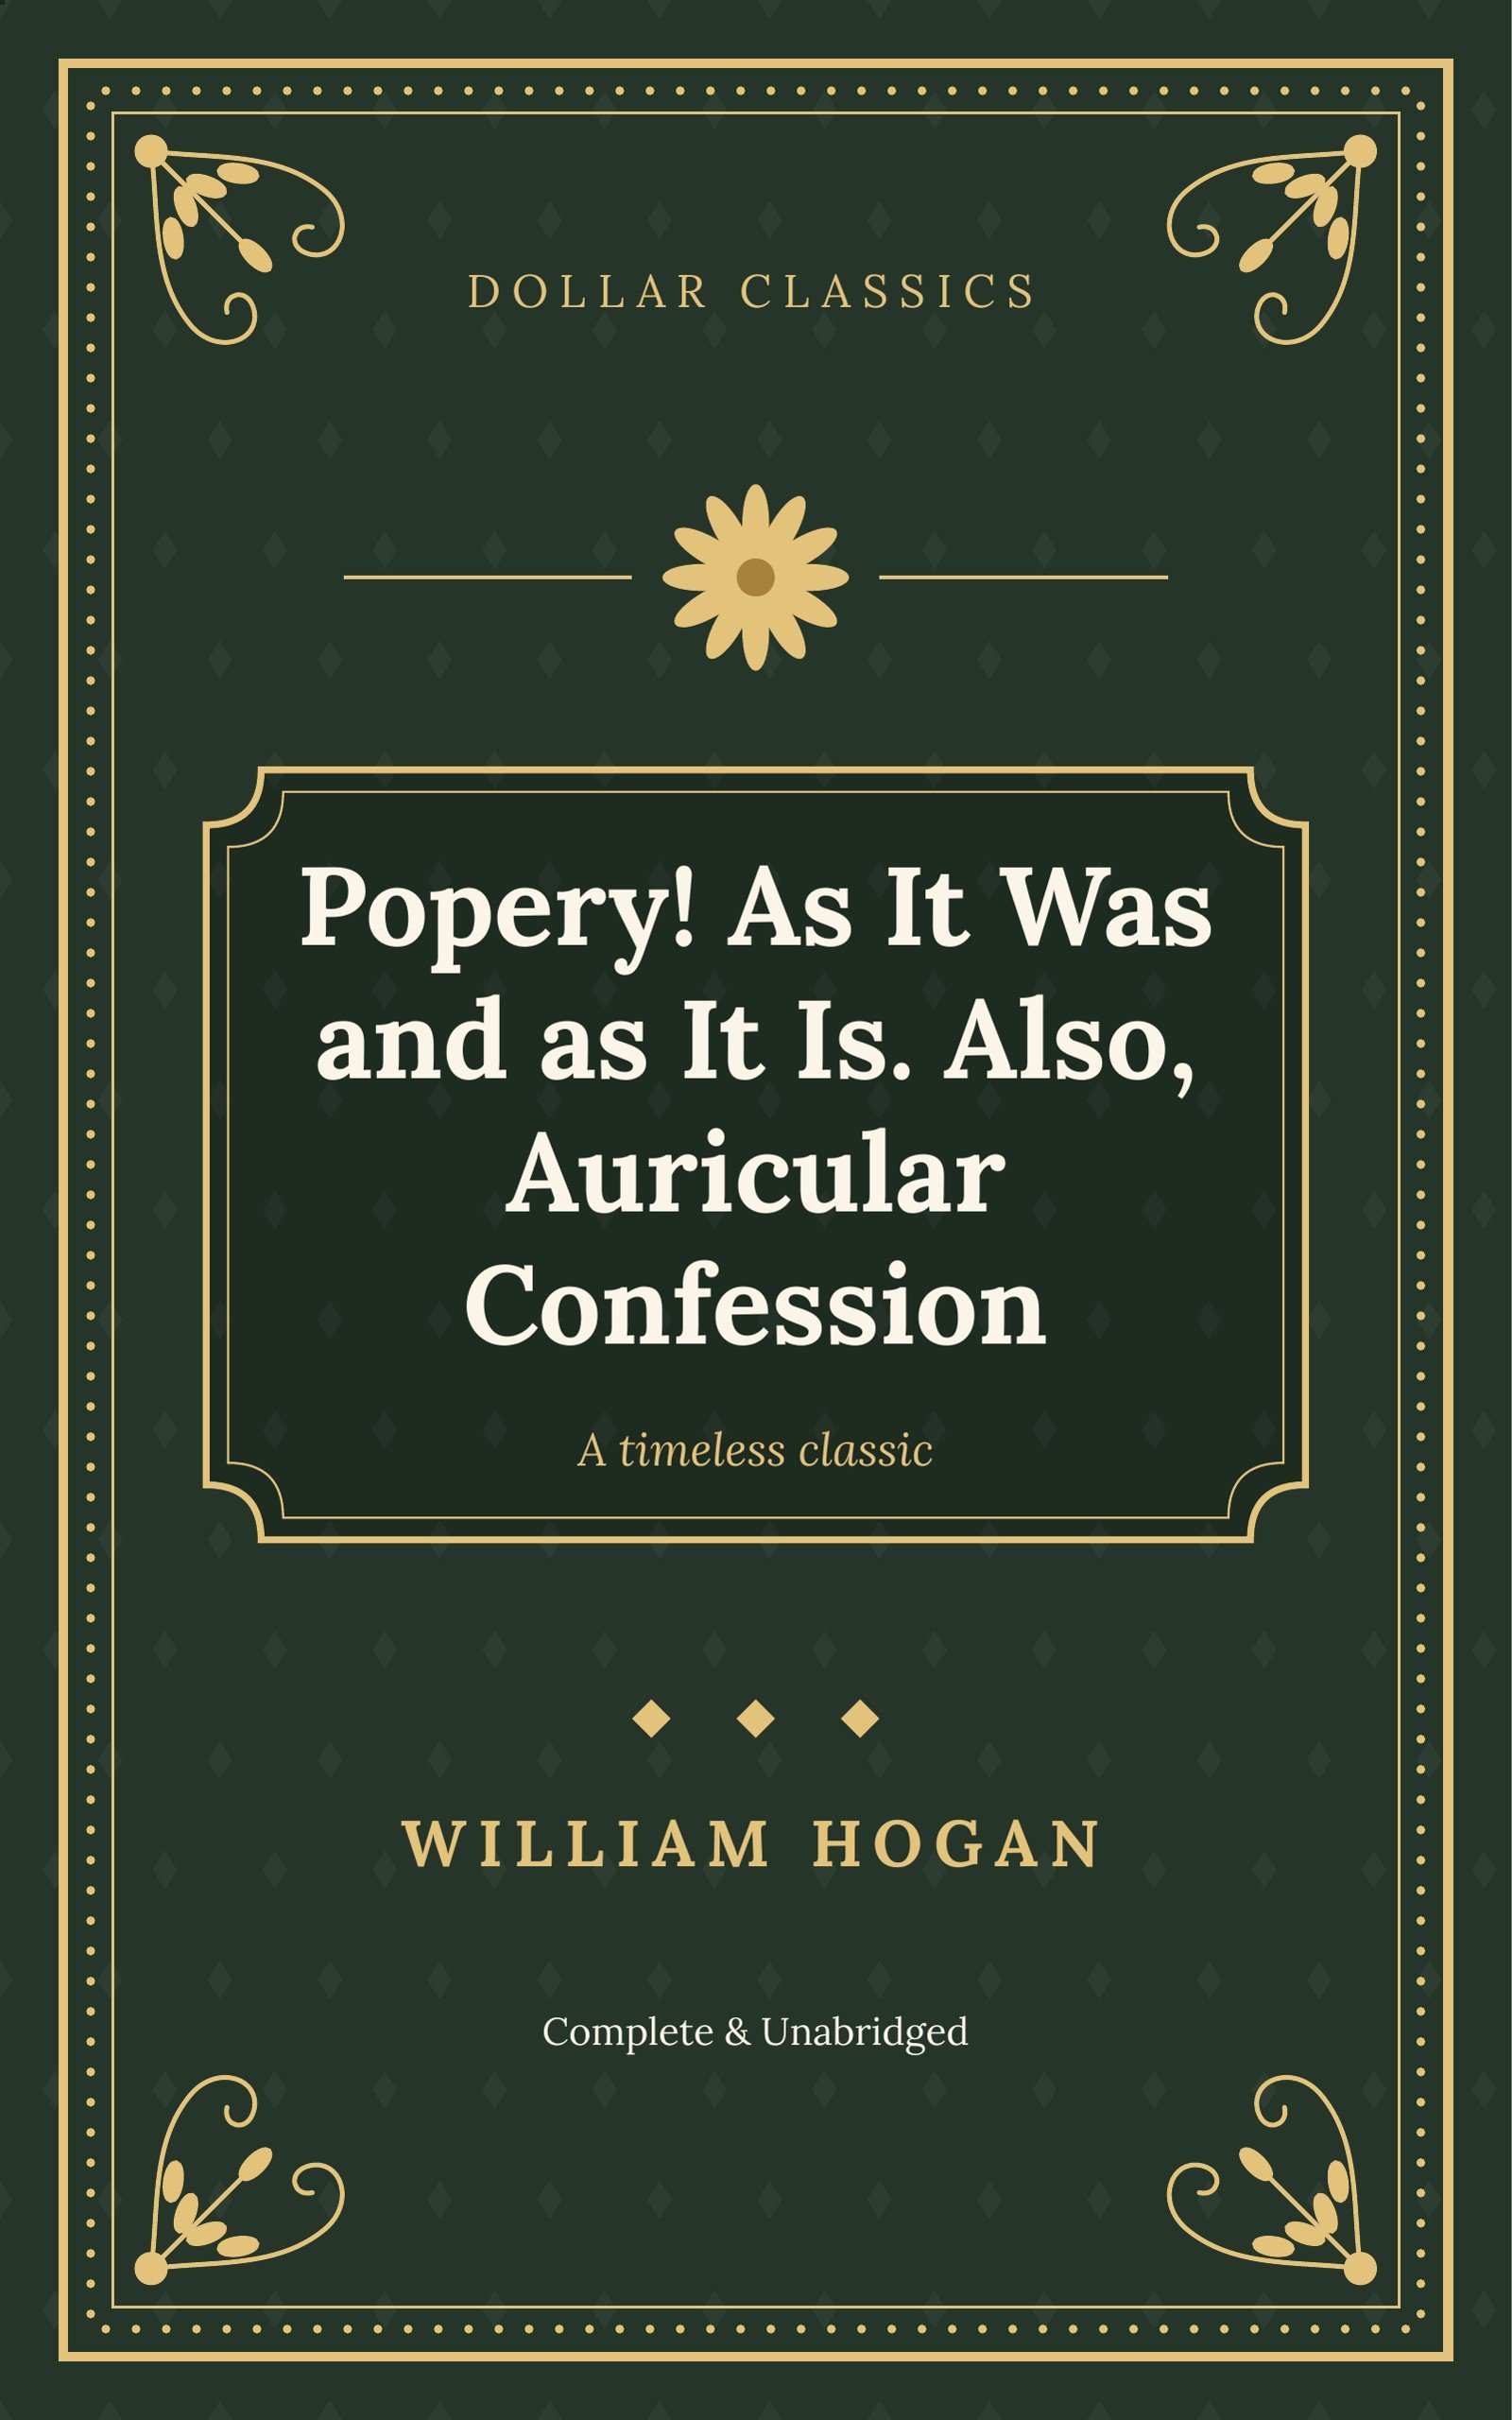 DOLLAR CLASSICS
Popery! As It Was
and as It Is. Also,
Auricular
Confession
A timeless classic
WILLIAM HOGAN
Complete & Unabridged